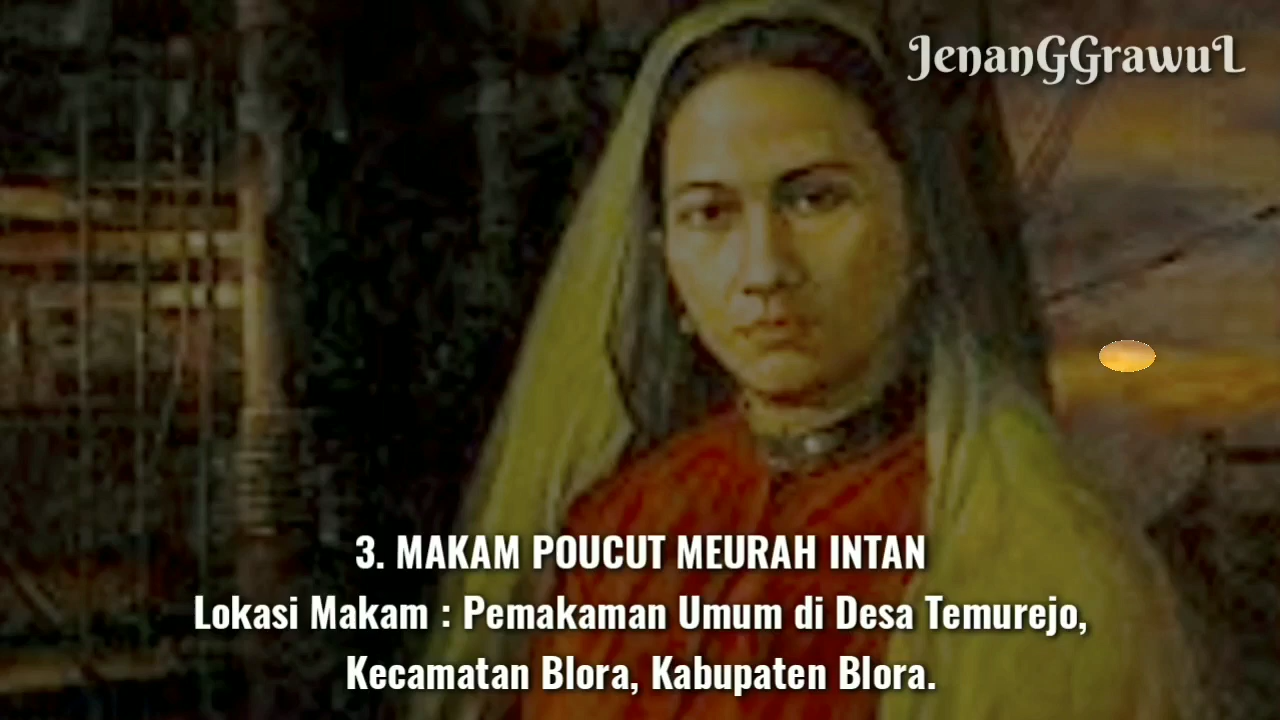 JenanGGrawuL
3. MAKAM POUCUT MEURAH INTAN
Lokasi Makam : Pemakaman Umum di Desa Temurejo,
Kecamatan Blora, Kabupaten Blora.